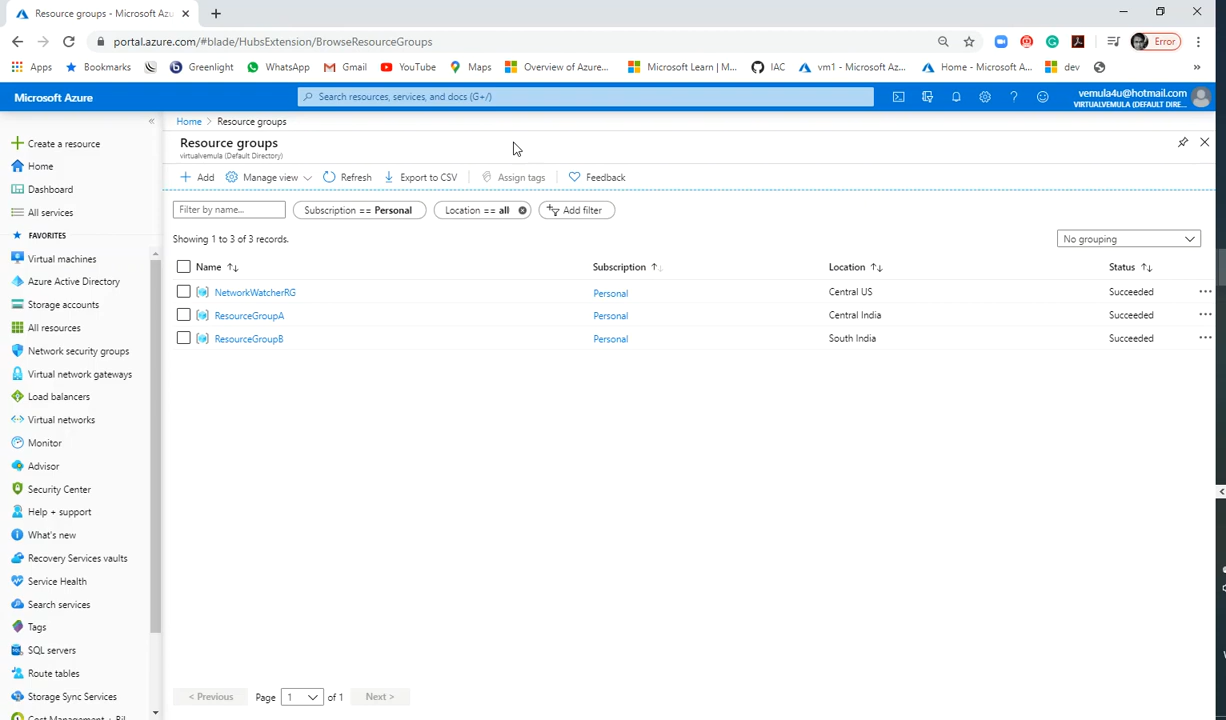 Resource groups - Microsoft Azu
portal.azure.com/#blade/HubsExtension/BrowseResourceGroups
Error
Apps
Bookmarks
Greenlight
WhatsApp
Gmail
YouTube
Maps
Overview of Azure...
Microsoft Learn | M...
IAC
vm1 - Microsoft Az...
Home - Microsoft A...
dev
»
Microsoft Azure
Search resources, services, and docs (G+/)
vemula4u@hotmail.com
VIRTUALVEMULA (DEFAULT DIRE...
«
Home > Resource groups
Create a resource
Home
Dashboard
All services
FAVORITES
Virtual machines
Azure Active Directory
Storage accounts
All resources
Network security groups
Virtual network gateways
Load balancers
Virtual networks
Monitor
Advisor
Security Center
Help + support
What's new
Recovery Services vaults
Service Health
Search services
Tags
SQL servers
Route tables
Storage Sync Services
Resource groups
virtualvemula (Default Directory)
Add
Manage view
Refresh
Export to CSV
Assign tags
Feedback
Filter by name...
Subscription == Personal
Location == all
Add filter
Showing 1 to 3 of 3 records.
No grouping
Name Subscription Location Status
NetworkWatcherRG Personal Central US Succeeded ...
ResourceGroupA Personal Central India Succeeded ...
ResourceGroupB Personal South India Succeeded ...
< Previous Page 1 of 1 Next >